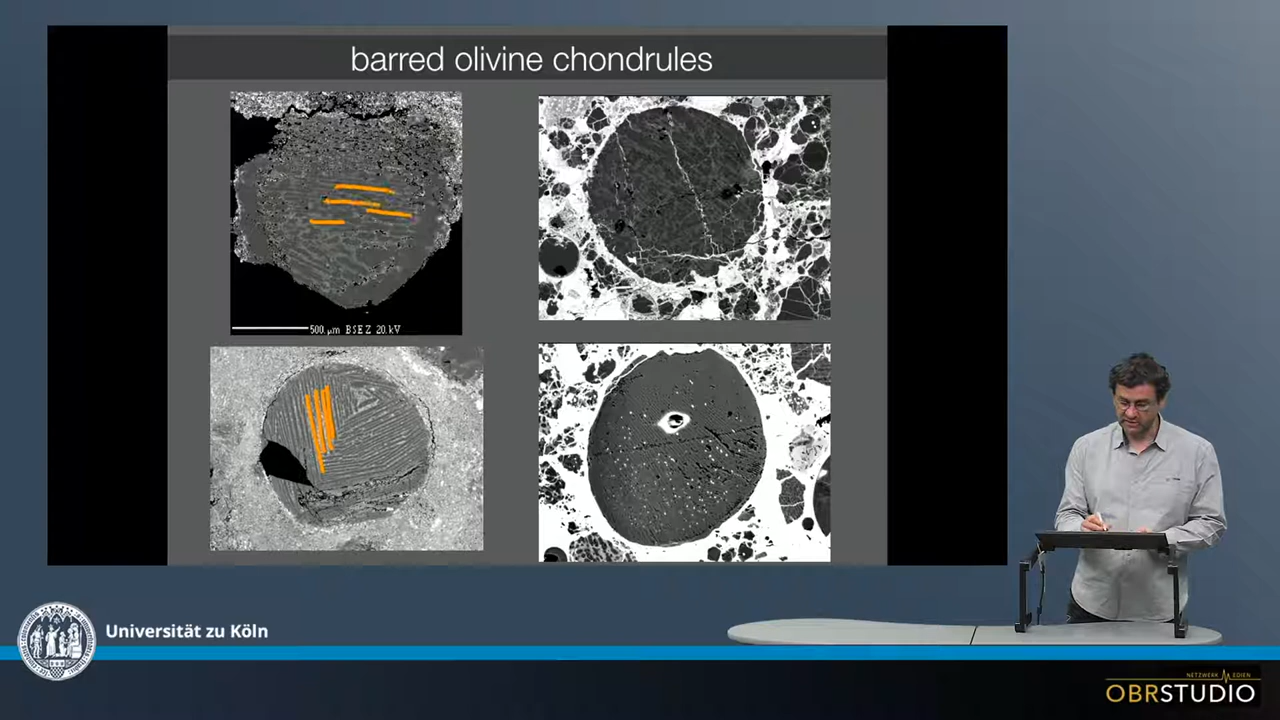 barred olivine chondrules
500.µm BSE Z 20.kV
Universität zu Köln
NETZWERK MEDIEN
OBRSTUDIO